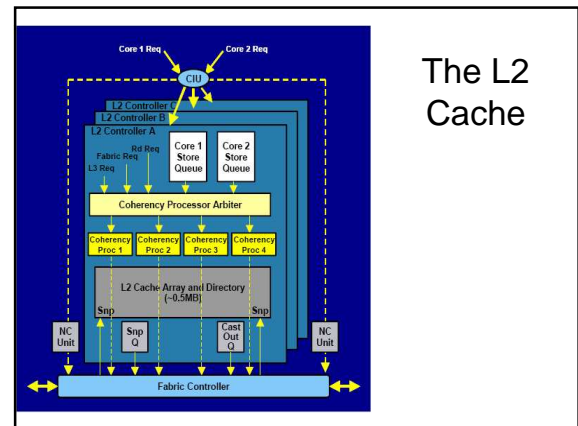 The L2
Cache
Core 1 Req
Core 2 Req
CIU
L2 Controller C
L2 Controller B
L2 Controller A
Core 1
Store
Queue
Core 2
Store
Queue
Rd Req
Fabric Req
L3 Req
Coherency Processor Arbiter
Coherency
Proc 1
Coherency
Proc 2
Coherency
Proc 3
Coherency
Proc 4
L2 Cache Array and Directory
(~0.5MB)
Snp
Snp
NC
Unit
Snp
Q
Cast
Out
Q
NC
Unit
Fabric Controller